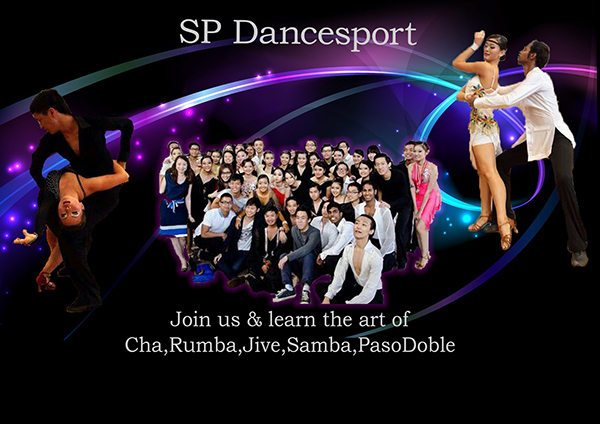 SP Dancesport
Join us & learn the art of
Cha,Rumba,Jive,Samba,PasoDoble